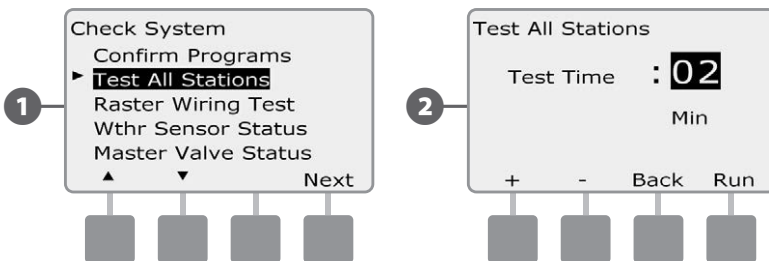 Check System
Confirm Programs
► Test All Stations
Raster Wiring Test
Wthr Sensor Status
Master Valve Status
▲ ▼ Next
1
Test All Stations
Test Time :02
Min
+ - Back Run
2